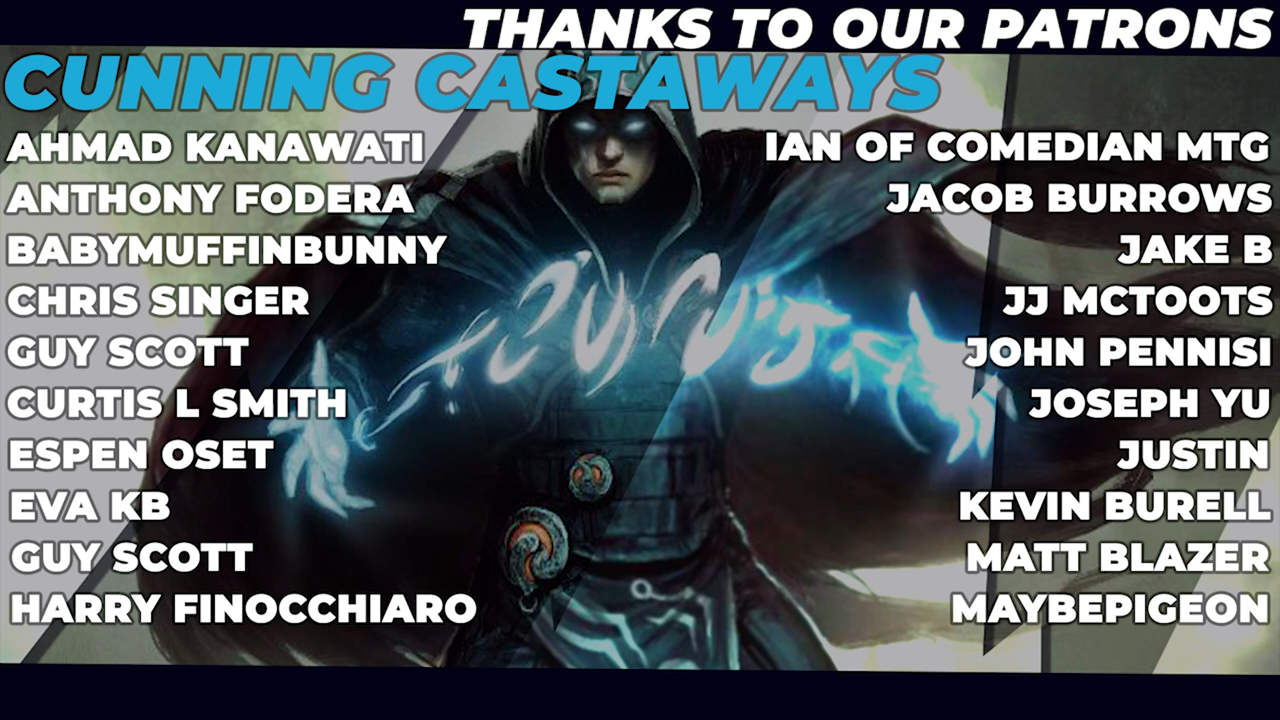 THANKS TO OUR PATRONS
CUNNING CASTAWAYS
AHMAD KANAWATI
ANTHONY FODERA
BABYMUFFINBUNNY
CHRIS SINGER
GUY SCOTT
CURTIS L SMITH
ESPEN OSET
EVA KB
GUY SCOTT
HARRY FINOCCHIARO
IAN OF COMEDIAN MTG
JACOB BURROWS
JAKE B
JJ MCTOOTS
JOHN PENNISI
JOSEPH YU
JUSTIN
KEVIN BURELL
MATT BLAZER
MAYBEPIGEON